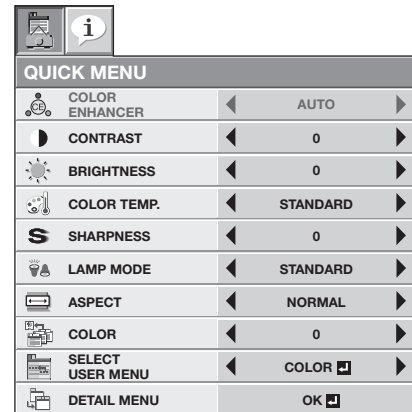 i
QUICK MENU
CE
COLOR
ENHANCER
AUTO
CONTRAST
0
BRIGHTNESS
0
COLOR TEMP.
STANDARD
S
SHARPNESS
0
LAMP MODE
STANDARD
ASPECT
NORMAL
COLOR
0
SELECT
USER MENU
COLOR
DETAIL MENU
OK